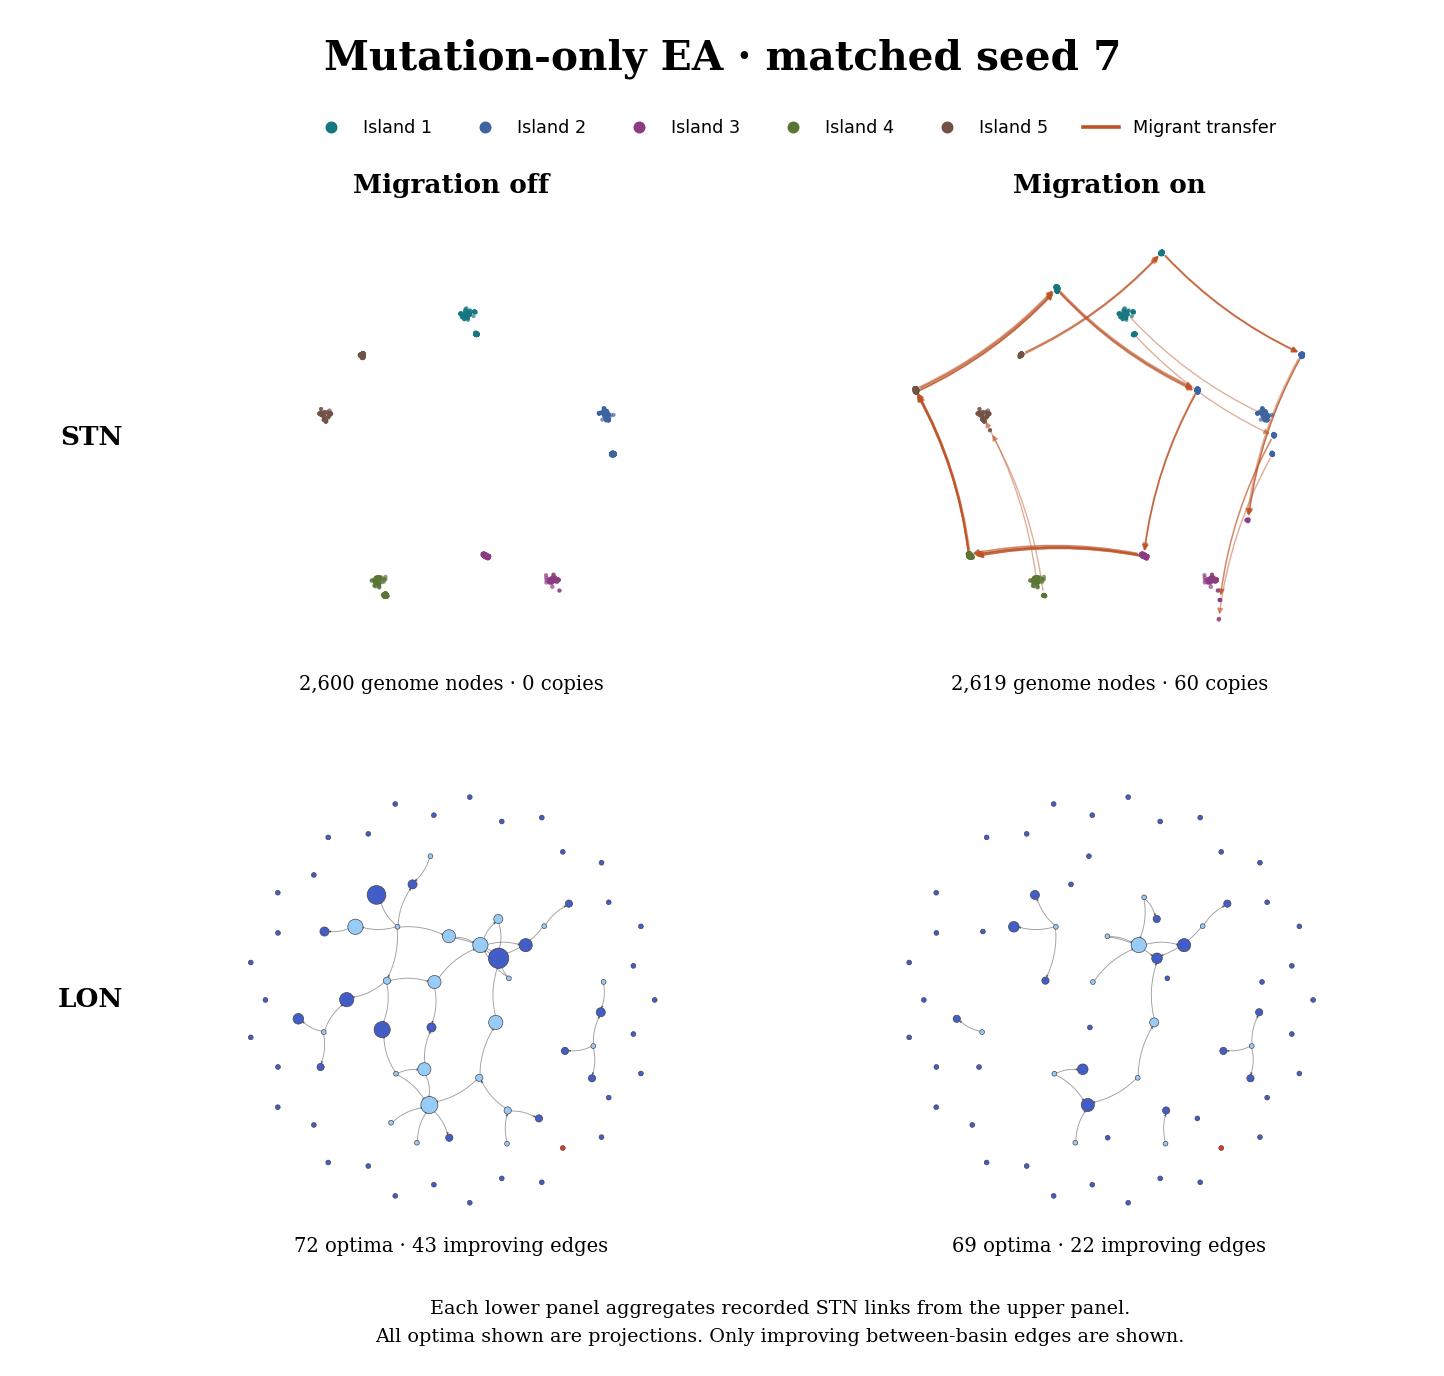 Mutation-only EA · matched seed 7
Island 1 Island 2 Island 3 Island 4 Island 5 Migrant transfer
Migration off Migration on
STN
2,600 genome nodes · 0 copies 2,619 genome nodes · 60 copies
LON
72 optima · 43 improving edges 69 optima · 22 improving edges
Each lower panel aggregates recorded STN links from the upper panel.
All optima shown are projections. Only improving between-basin edges are shown.